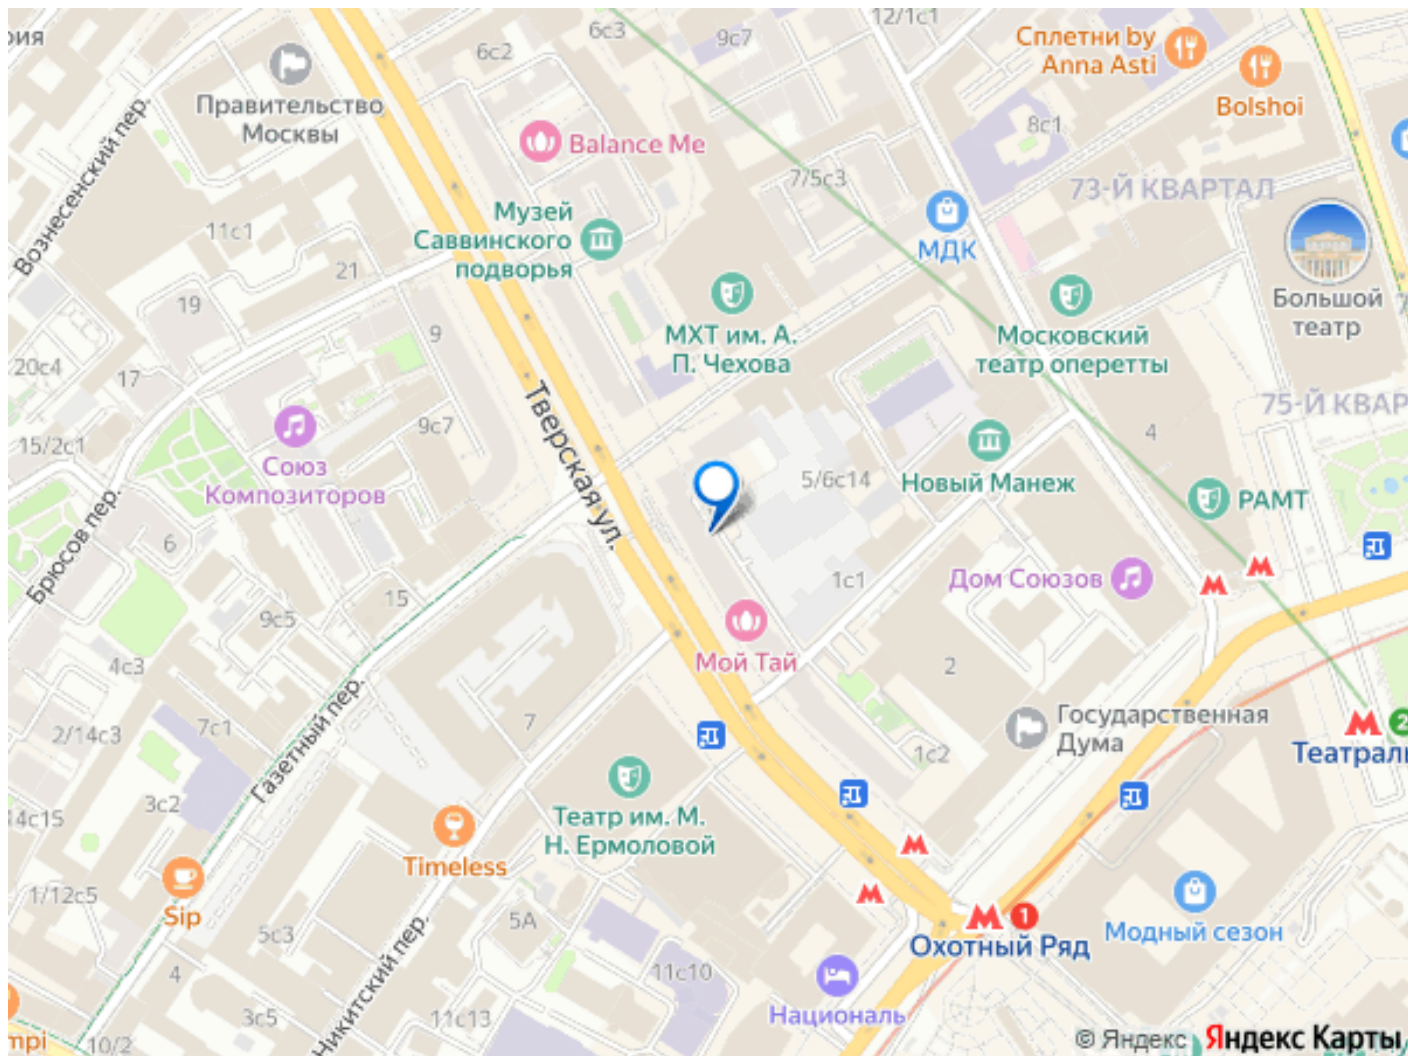 12/1с1
6с3
6с2
9с7
Сплетни by
Anna Asti
Bolshoi
Правительство
Москвы
Вознесенский пер.
Balance Me
8с1
7/5с3
73-Й КВАРТАЛ
МДК
Музей
Саввинского
подворья
11с1
21
19
9
20с4
17
МХТ им. А.
П. Чехова
Московский
театр оперетты
Большой
театр
75-Й КВАР
4
15/2с1
9с7
Тверская ул.
Союз
Композиторов
5/6с14
Новый Манеж
РАМТ
Брюсов пер.
6
15
9с5
4с3
1с1
Дом Союзов
Мой Тай
2
Газетный пер.
7с1
2/14с3
7
1с2
Государственная
Дума
2
Театраль
3с2
4с15
Театр им. М.
Н. Ермоловой
Timeless
Sip
1/12с5
5А
5с3
4
Никитский пер.
1
Охотный Ряд
Модный сезон
11с10
Националь
11с13
3с5
10/2
mpi
© Яндекс Яндекс Карты